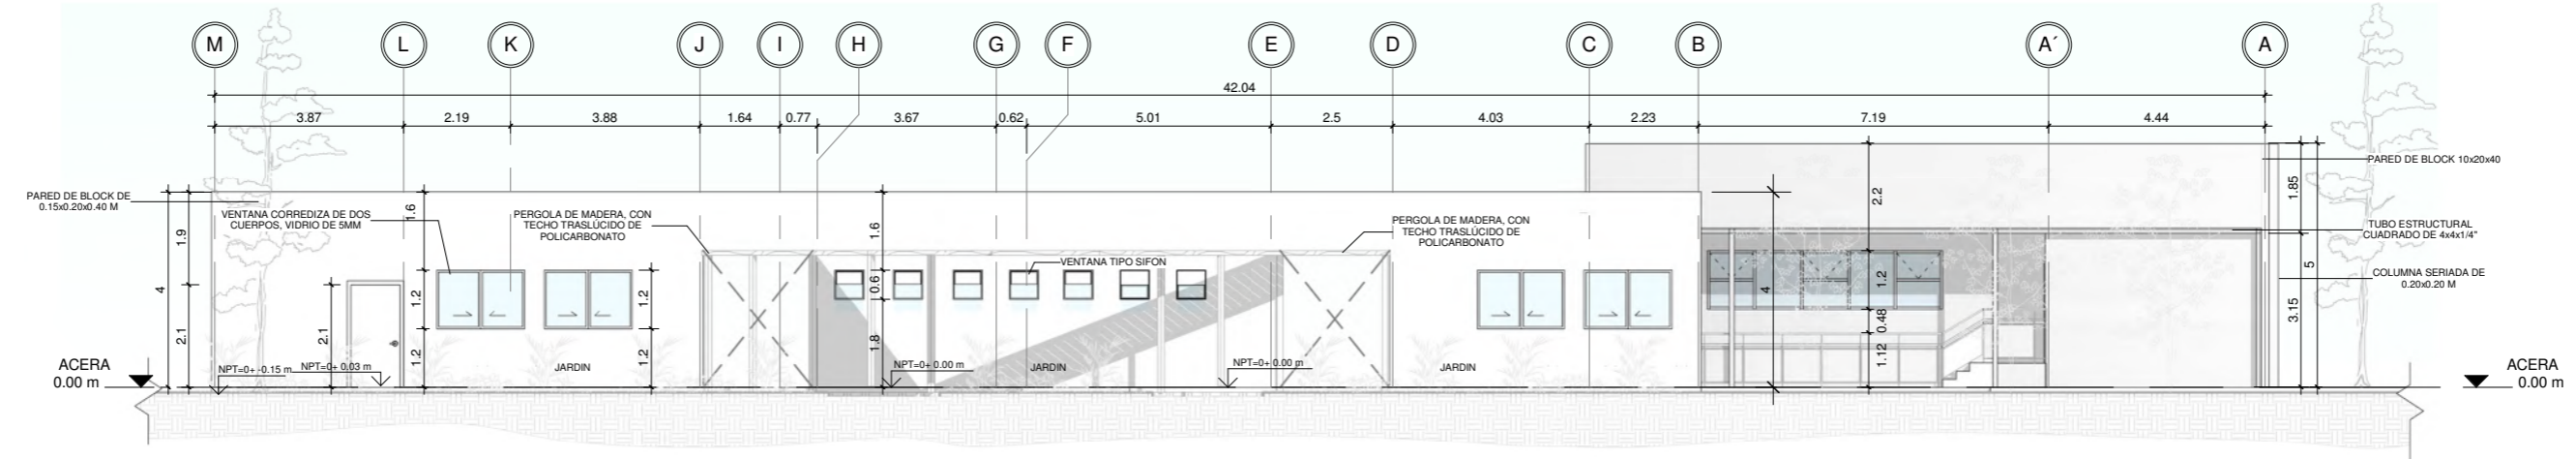 M L K J I H G F E D C B A´ A
42.04
3.87 2.19 3.88 1.64 0.77 3.67 0.62 5.01 2.5 4.03 2.23 7.19 4.44
PARED DE BLOCK DE
0.15x0.20x0.40 M
VENTANA CORREDIZA DE DOS
CUERPOS, VIDRIO DE 5MM
PERGOLA DE MADERA, CON
TECHO TRASLÚCIDO DE
POLICARBONATO
VENTANA TIPO SIFON
PERGOLA DE MADERA, CON
TECHO TRASLÚCIDO DE
POLICARBONATO
PARED DE BLOCK 10x20x40
TUBO ESTRUCTURAL
CUADRADO DE 4x4x1/4"
COLUMNA SERIADA DE
0.20x0.20 M
4
1.9
2.1
2.1
1.6
1.2
1.2
1.2
1.2
1.6
0.6
1.8
4
2.2
1.2
0.48
1.12
1.85
3.15
5
ACERA
0.00 m
NPT=0+ -0.15 m
NPT=0+ 0.03 m
JARDIN
NPT=0+ 0.00 m
JARDIN
NPT=0+ 0.00 m
JARDIN
ACERA
0.00 m